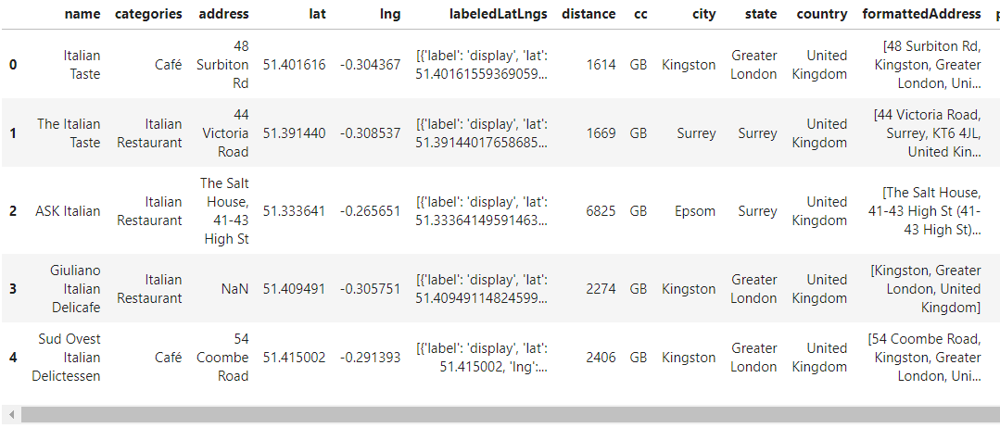 name categories address lat lng labeledLatLngs distance cc city state country formattedAddress p
0 Italian Taste Café 48 Surbiton Rd 51.401616 -0.304367 [{'label': 'display', 'lat': 51.40161559369059... 1614 GB Kingston Greater London United Kingdom [48 Surbiton Rd, Kingston, Greater London, Uni...
1 The Italian Taste Italian Restaurant 44 Victoria Road 51.391440 -0.308537 [{'label': 'display', 'lat': 51.39144017658685... 1669 GB Surrey Surrey United Kingdom [44 Victoria Road, Surrey, KT6 4JL, United Kin...
2 ASK Italian Italian Restaurant The Salt House, 41-43 High St 51.333641 -0.265651 [{'label': 'display', 'lat': 51.33364149591463... 6825 GB Epsom Surrey United Kingdom [The Salt House, 41-43 High St (41-43 High St)...
3 Giuliano Italian Delicafe Italian Restaurant NaN 51.409491 -0.305751 [{'label': 'display', 'lat': 51.40949114824599... 2274 GB Kingston Greater London United Kingdom [Kingston, Greater London, United Kingdom]
4 Sud Ovest Italian Delictessen Café 54 Coombe Road 51.415002 -0.291393 [{'label': 'display', 'lat': 51.415002, 'lng':... 2406 GB Kingston Greater London United Kingdom [54 Coombe Road, Kingston, Greater London, Uni...